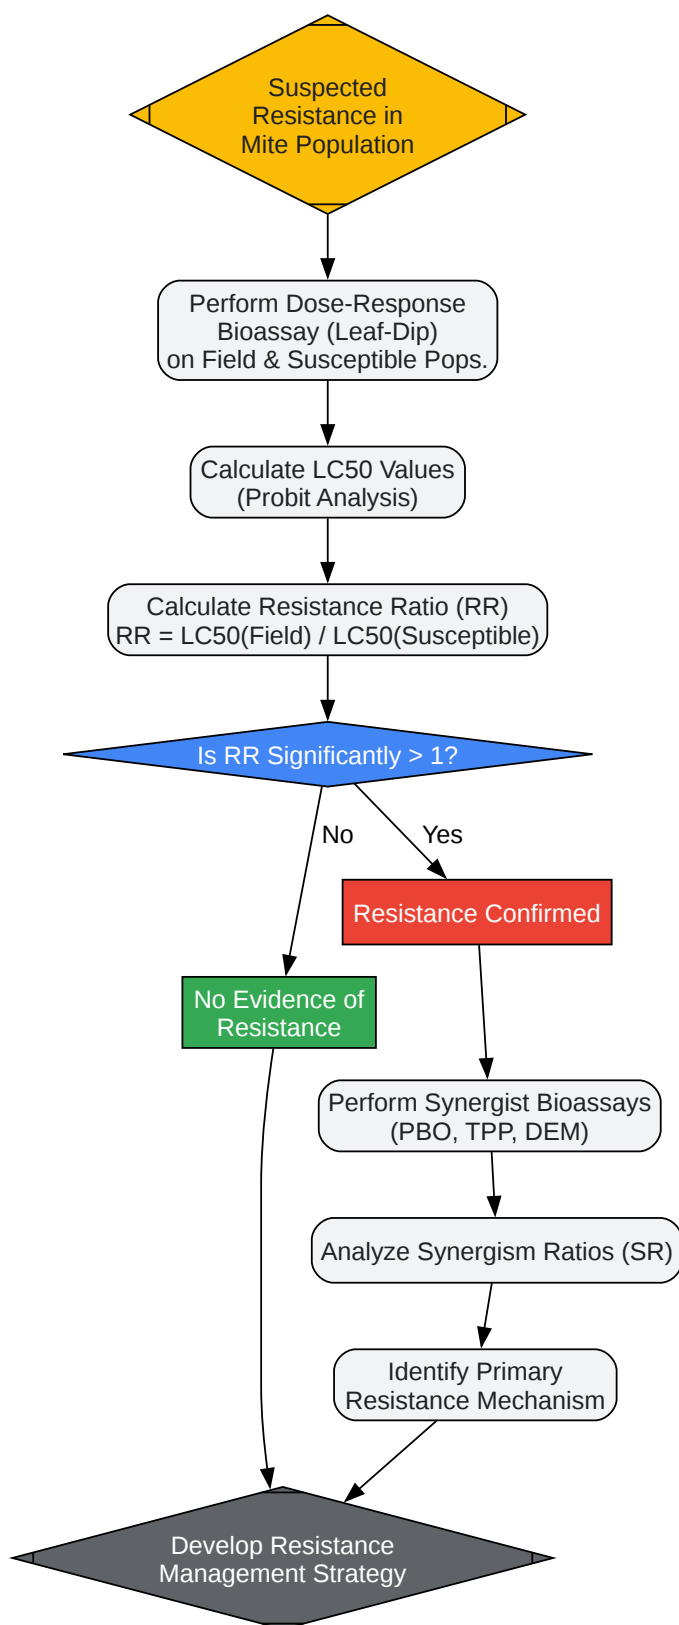 Suspected
Resistance in
Mite Population
Perform Dose-Response
Bioassay (Leaf-Dip)
on Field & Susceptible Pops.
Calculate LC50 Values
(Probit Analysis)
Calculate Resistance Ratio (RR)
RR = LC50(Field) / LC50(Susceptible)
Is RR Significantly > 1?
No
Yes
Resistance Confirmed
No Evidence of
Resistance
Perform Synergist Bioassays
(PBO, TPP, DEM)
Analyze Synergism Ratios (SR)
Identify Primary
Resistance Mechanism
Develop Resistance
Management Strategy